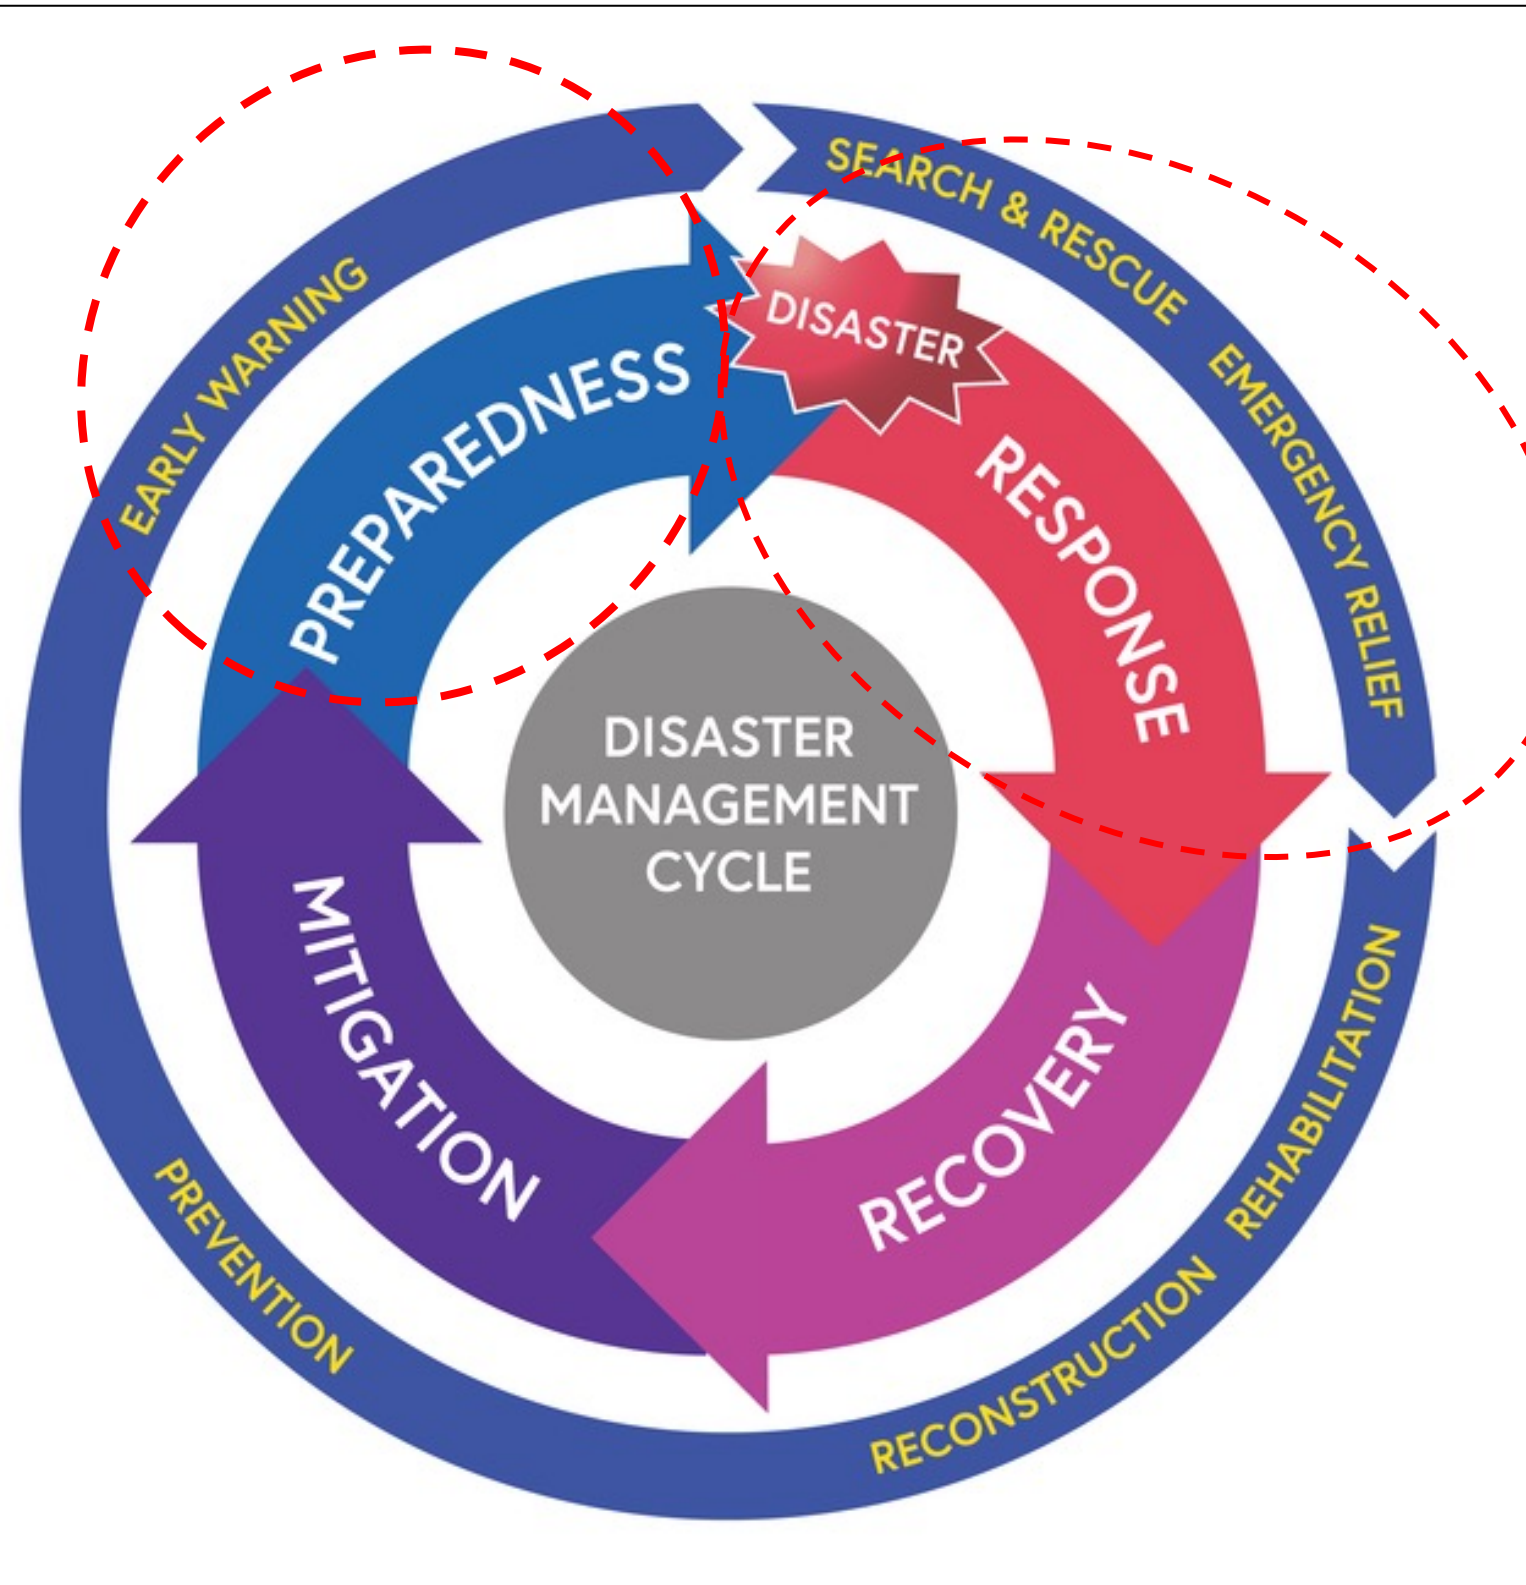 SEARCH & RESCUE
EMERGENCY RELIEF
EARLY WARNING
DISASTER
PREPAREDNESS
RESPONSE
DISASTER
MANAGEMENT
CYCLE
MITIGATION
RECOVERY
REHABILITATION
RECONSTRUCTION
PREVENTION